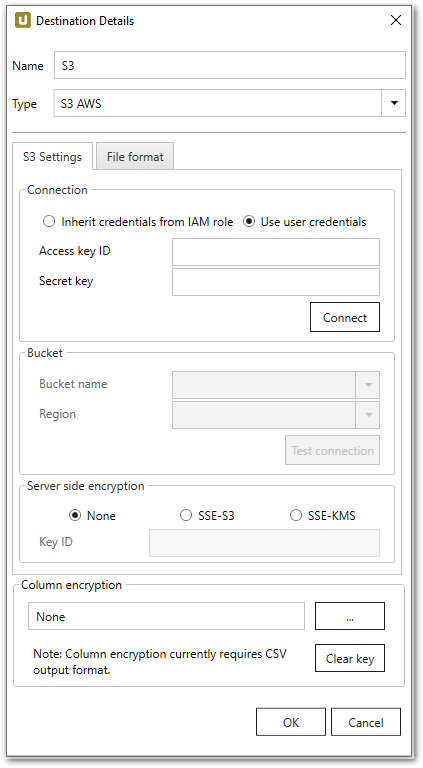 Destination Details
Name
S3
Type
S3 AWS
S3 Settings
File format
Connection
Inherit credentials from IAM role
Use user credentials
Access key ID
Secret key
Connect
Bucket
Bucket name
Region
Test connection
Server side encryption
None
SSE-S3
SSE-KMS
Key ID
Column encryption
None
...
Note: Column encryption currently requires CSV
output format.
Clear key
OK
Cancel